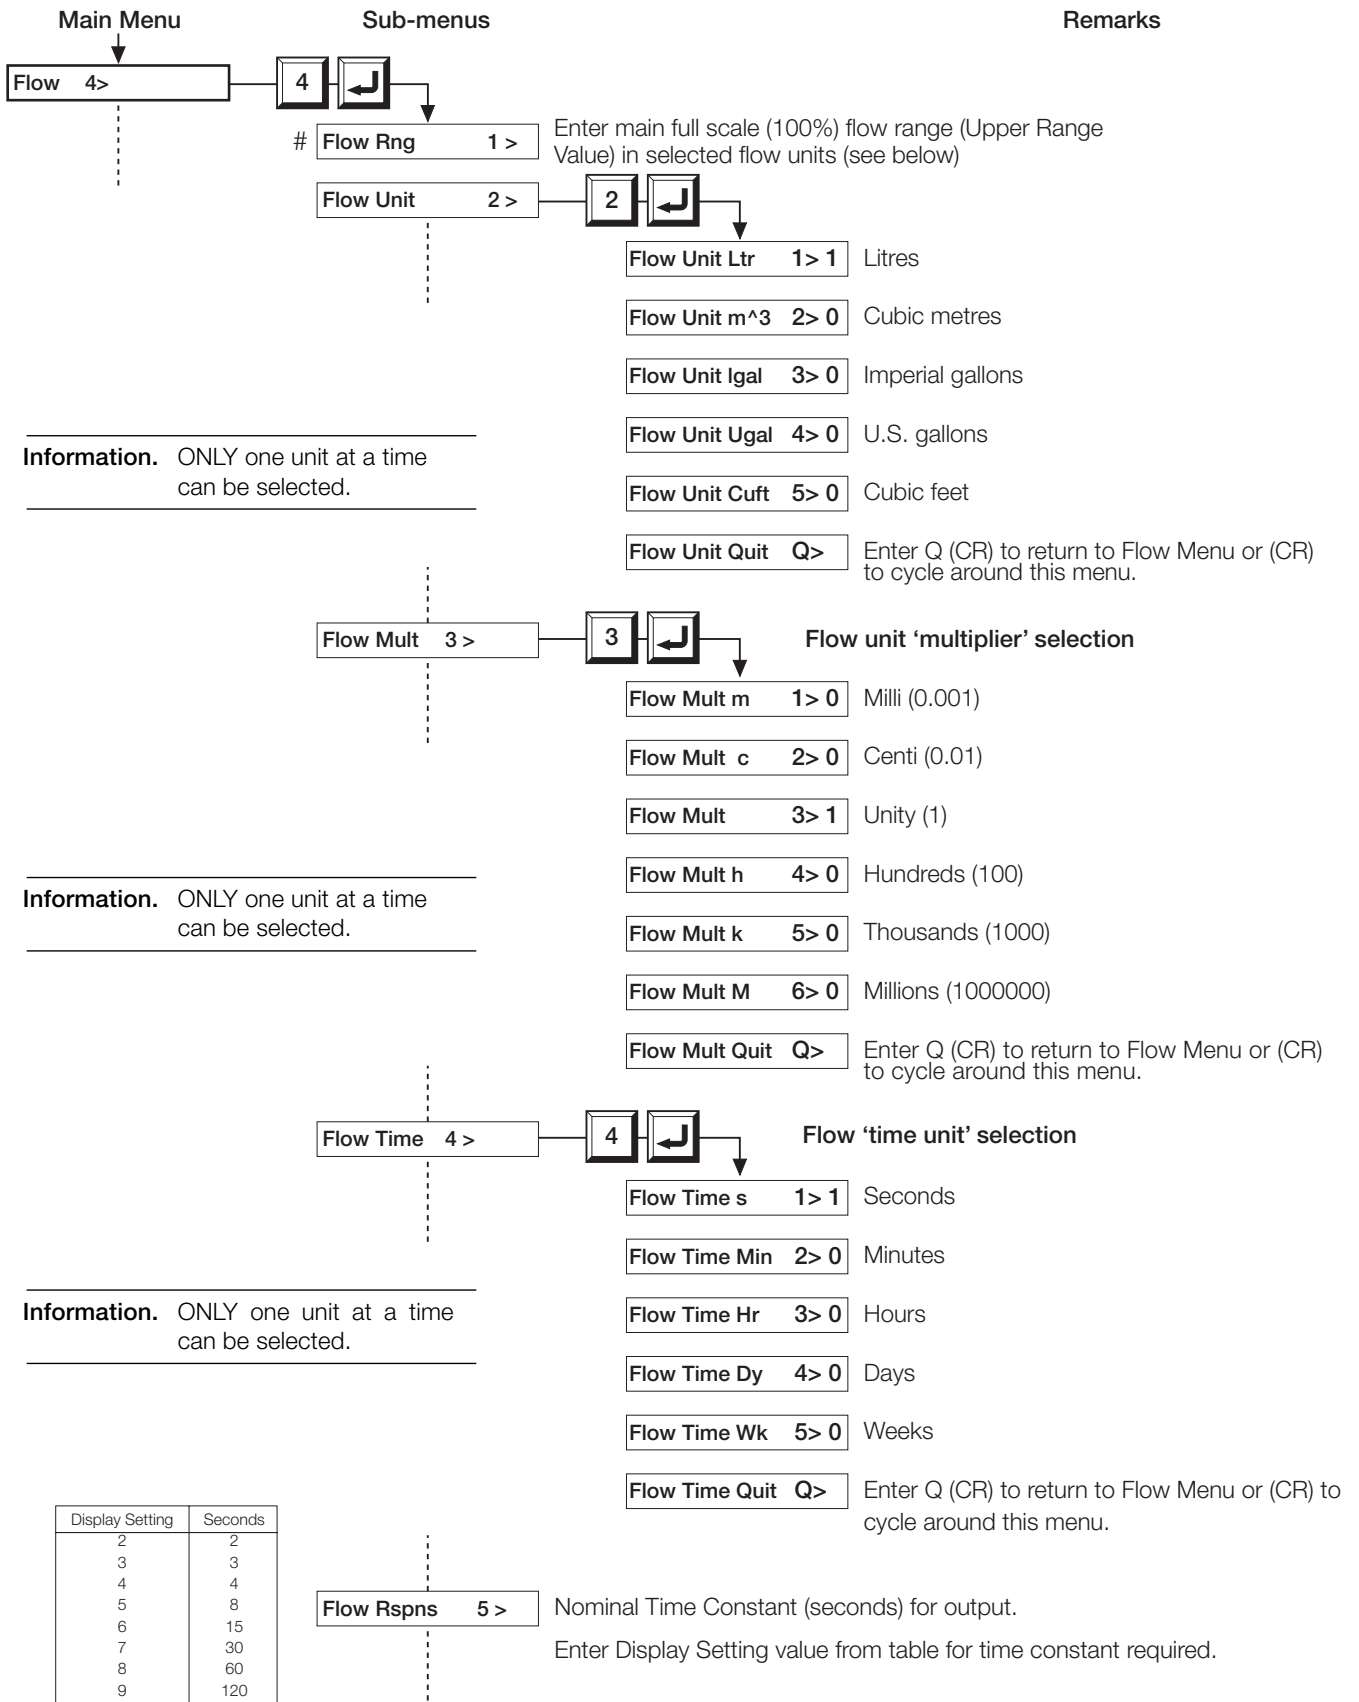 Main Menu
Sub-menus
Remarks
Flow 4>
4
# Flow Rng 1 >
Enter main full scale (100%) flow range (Upper Range
Value) in selected flow units (see below)
Flow Unit 2 >
2
Flow Unit Ltr 1> 1 Litres
Flow Unit m^3 2> 0 Cubic metres
Flow Unit Igal 3> 0 Imperial gallons
Flow Unit Ugal 4> 0 U.S. gallons
Information. ONLY one unit at a time
can be selected.
Flow Unit Cuft 5> 0 Cubic feet
Flow Unit Quit Q> Enter Q (CR) to return to Flow Menu or (CR)
to cycle around this menu.
Flow Mult 3 >
3
Flow unit ‘multiplier’ selection
Flow Mult m 1> 0 Milli (0.001)
Flow Mult c 2> 0 Centi (0.01)
Flow Mult 3> 1 Unity (1)
Flow Mult h 4> 0 Hundreds (100)
Information. ONLY one unit at a time
can be selected.
Flow Mult k 5> 0 Thousands (1000)
Flow Mult M 6> 0 Millions (1000000)
Flow Mult Quit Q> Enter Q (CR) to return to Flow Menu or (CR)
to cycle around this menu.
Flow Time 4 >
4
Flow ‘time unit’ selection
Flow Time s 1> 1 Seconds
Flow Time Min 2> 0 Minutes
Information. ONLY one unit at a time
can be selected.
Flow Time Hr 3> 0 Hours
Flow Time Dy 4> 0 Days
Flow Time Wk 5> 0 Weeks
Flow Time Quit Q> Enter Q (CR) to return to Flow Menu or (CR) to
cycle around this menu.
Display Setting Seconds
2 2
3 3
4 4
5 8
6 15
7 30
8 60
9 120
Flow Rspns 5 >
Nominal Time Constant (seconds) for output.
Enter Display Setting value from table for time constant required.